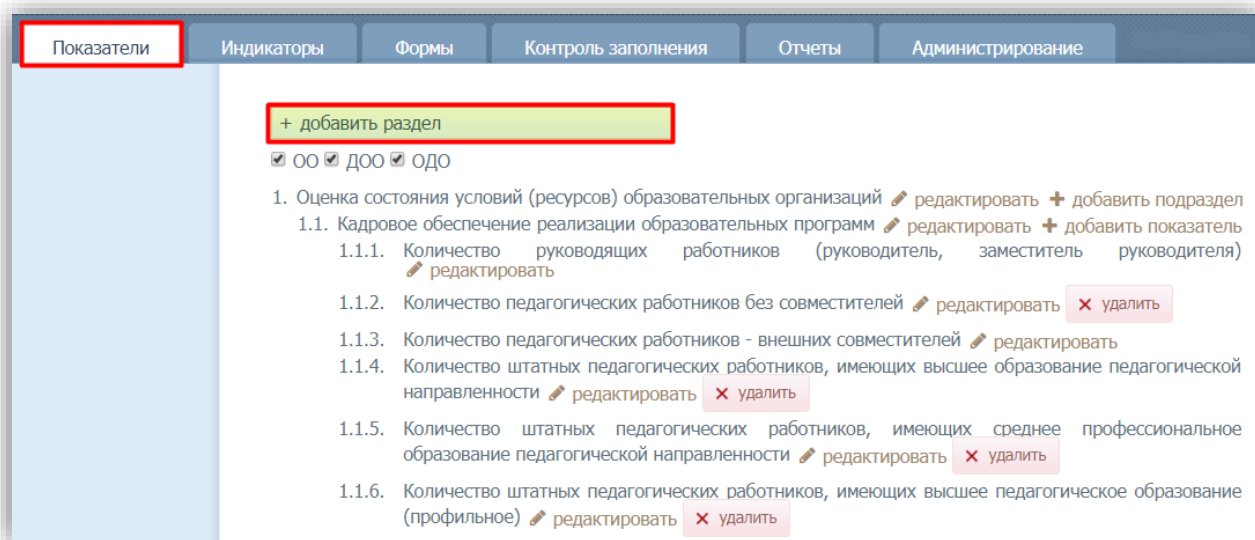 Показатели Индикаторы Формы Контроль заполнения Отчеты Администрирование
+ добавить раздел
ОО ДОО ОДО
1. Оценка состояния условий (ресурсов) образовательных организаций редактировать + добавить подраздел
1.1. Кадровое обеспечение реализации образовательных программ редактировать + добавить показатель
1.1.1. Количество руководящих работников (руководитель, заместитель руководителя)
редактировать
1.1.2. Количество педагогических работников без совместителей редактировать × удалить
1.1.3. Количество педагогических работников - внешних совместителей редактировать
1.1.4. Количество штатных педагогических работников, имеющих высшее образование педагогической
направленности редактировать × удалить
1.1.5. Количество штатных педагогических работников, имеющих среднее профессиональное
образование педагогической направленности редактировать × удалить
1.1.6. Количество штатных педагогических работников, имеющих высшее педагогическое образование
(профильное) редактировать × удалить